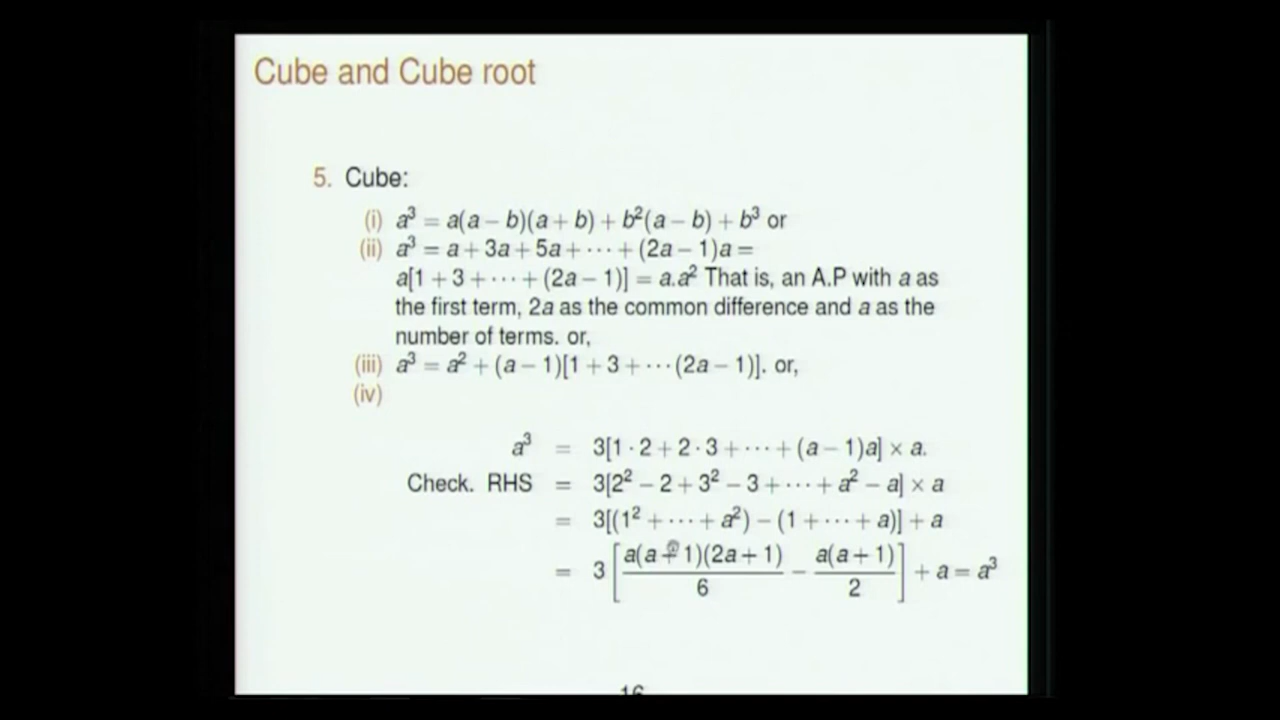 Cube and Cube root
5. Cube:
(i) a³ = a(a − b)(a + b) + b²(a − b) + b³ or
(ii) a³ = a + 3a + 5a + ··· + (2a − 1)a =
a[1 + 3 + ··· + (2a − 1)] = a.a² That is, an A.P with a as
the first term, 2a as the common difference and a as the
number of terms. or,
(iii) a³ = a² + (a − 1)[1 + 3 + ··· (2a − 1)]. or,
(iv)
a³ = 3[1 · 2 + 2 · 3 + ··· + (a − 1)a] × a.
Check. RHS = 3[2² − 2 + 3² − 3 + ··· + a² − a] × a
= 3[(1² + ··· + a²) − (1 + ··· + a)] + a
= 3 [a(a + 1)(2a + 1)/6 − a(a + 1)/2] + a = a³
16